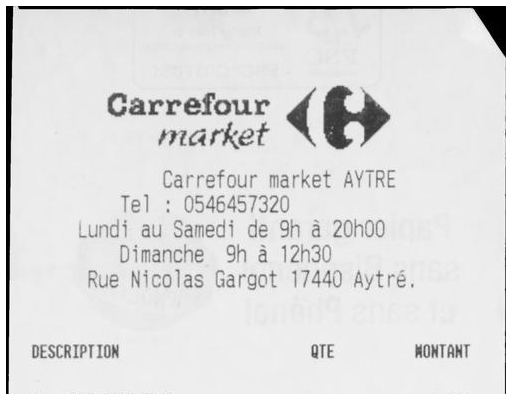 Carrefour
market
Carrefour market AYTRE
Tel : 0546457320
Lundi au Samedi de 9h à 20h00
Dimanche 9h à 12h30
Rue Nicolas Gargot 17440 Aytré.
DESCRIPTION QTE MONTANT